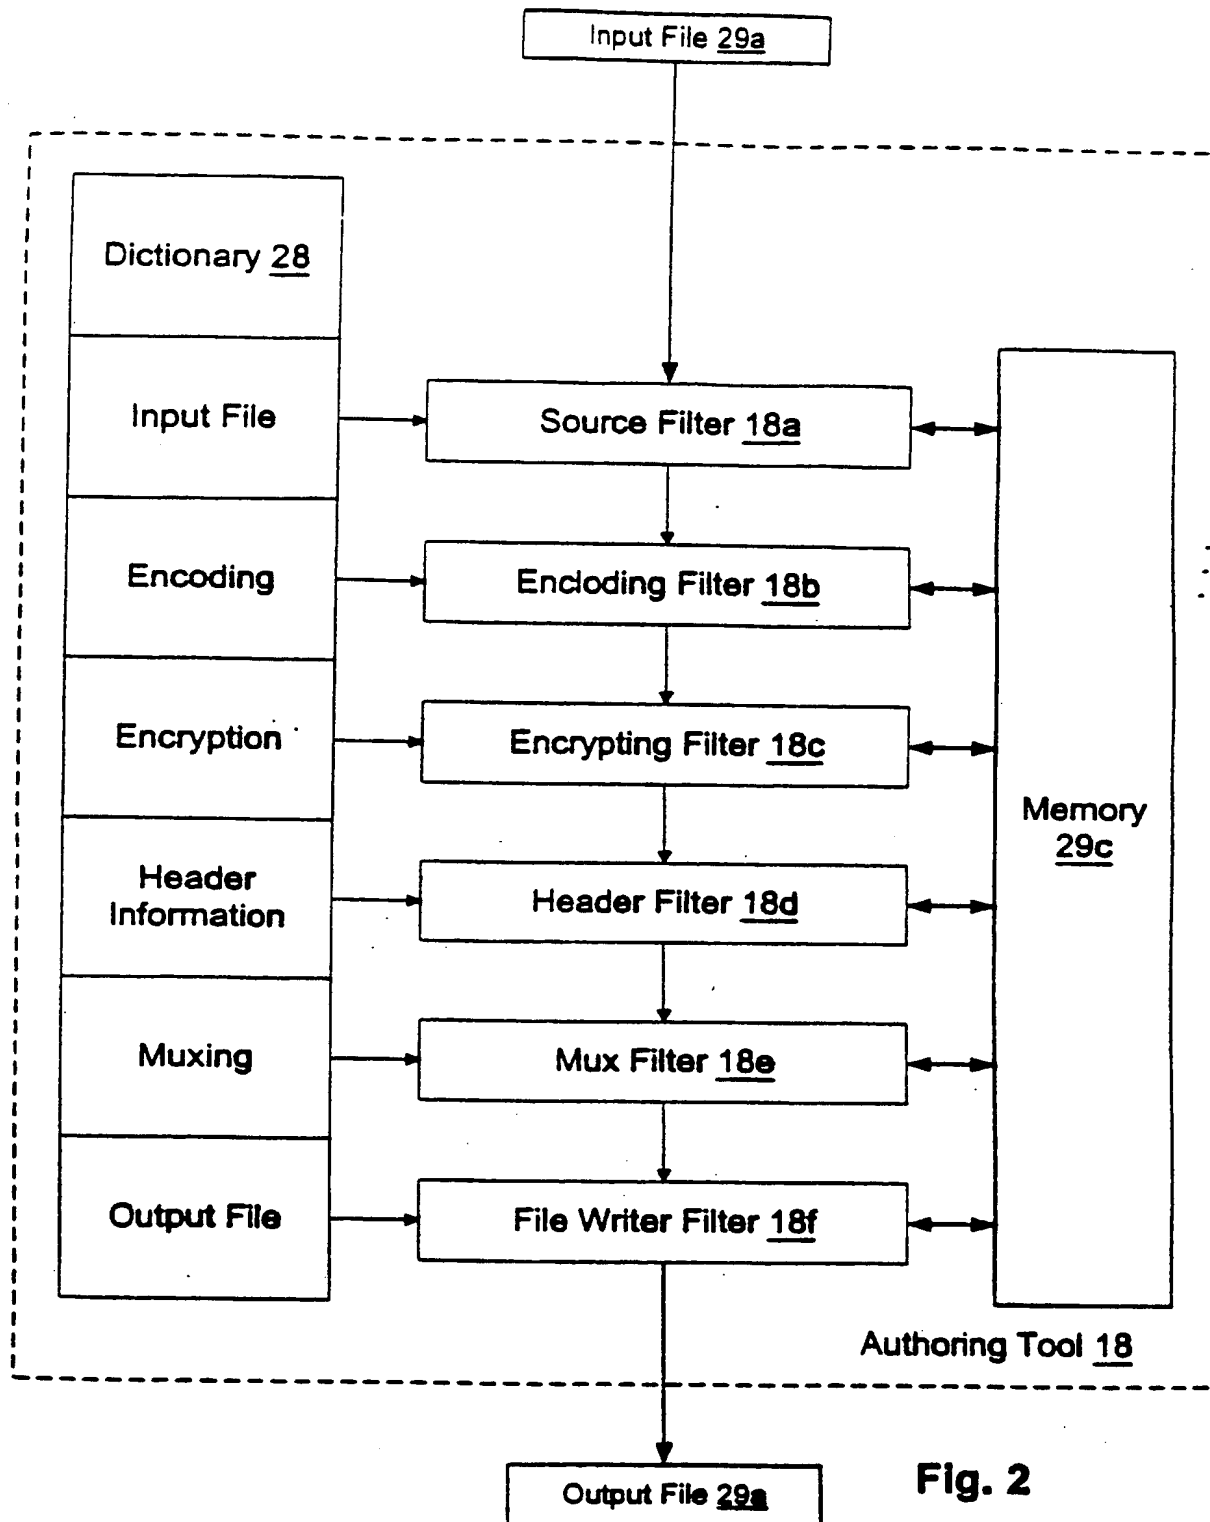 Input File 29a
Dictionary 28
Input File
Source Filter 18a
Encoding
Encloding Filter 18b
Encryption
Encrypting Filter 18c
Memory
29c
Header
Information
Header Filter 18d
Muxing
Mux Filter 18e
Output File
File Writer Filter 18f
Authoring Tool 18
Output File 29a
Fig. 2